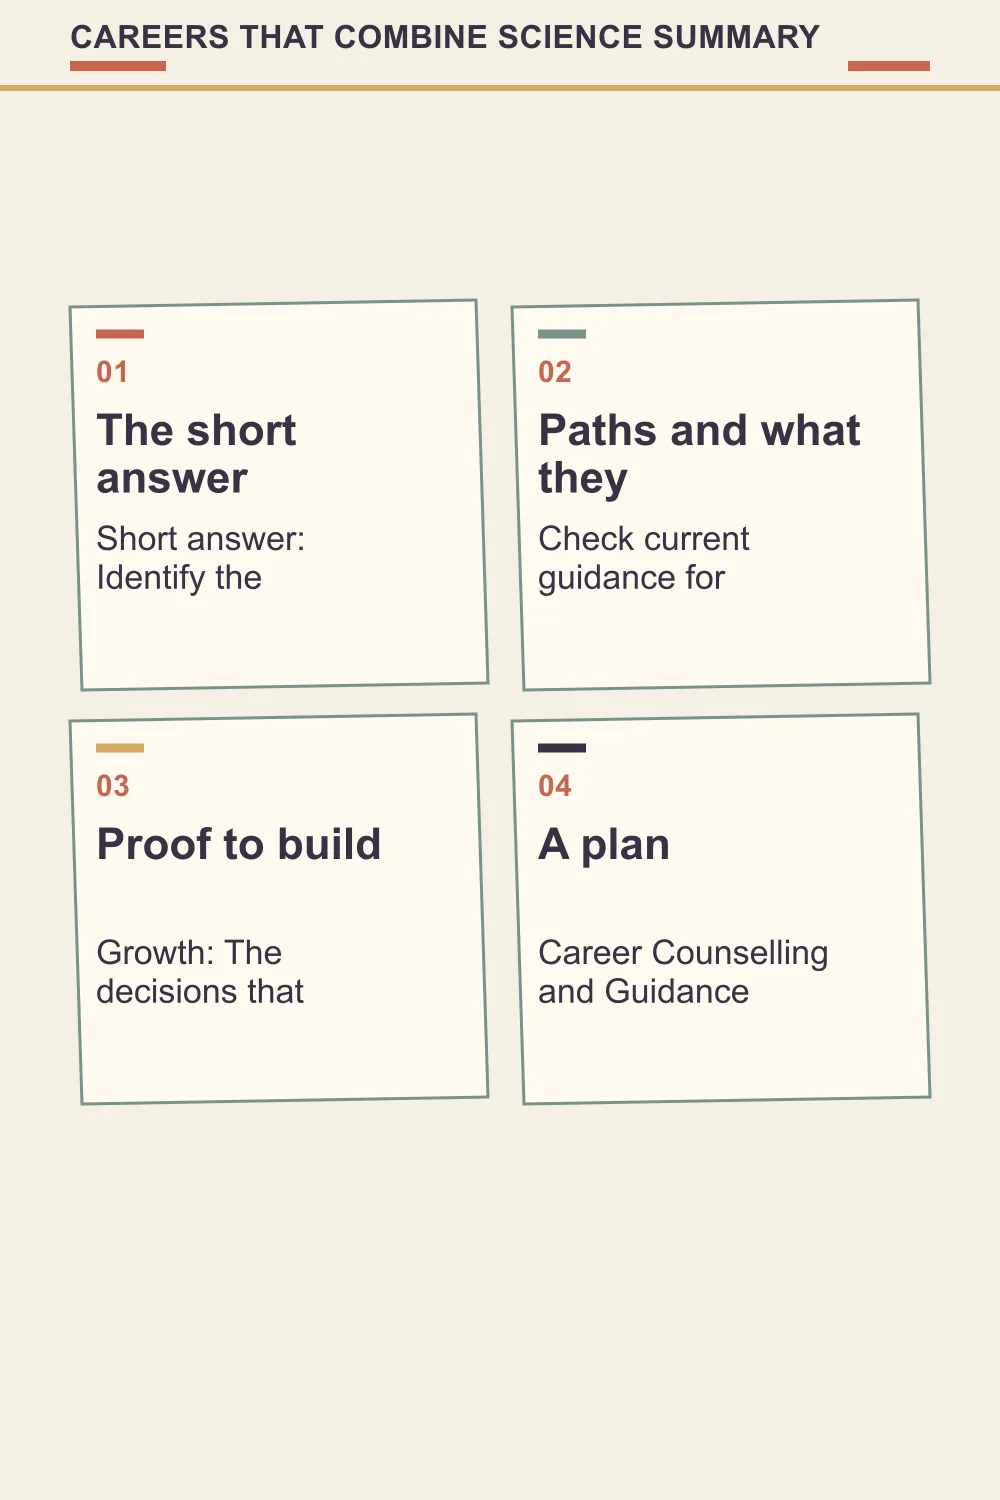 CAREERS THAT COMBINE SCIENCE SUMMARY
01
The short
answer
Short answer:
Identify the
02
Paths and what
they
Check current
guidance for
03
Proof to build
Growth: The
decisions that
04
A plan
Career Counselling
and Guidance